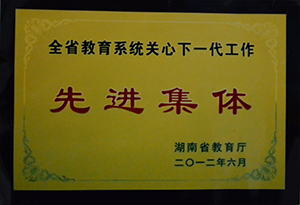 全省教育系统关心下一代工作
先进集体
湖南省教育厅
二〇一二年六月